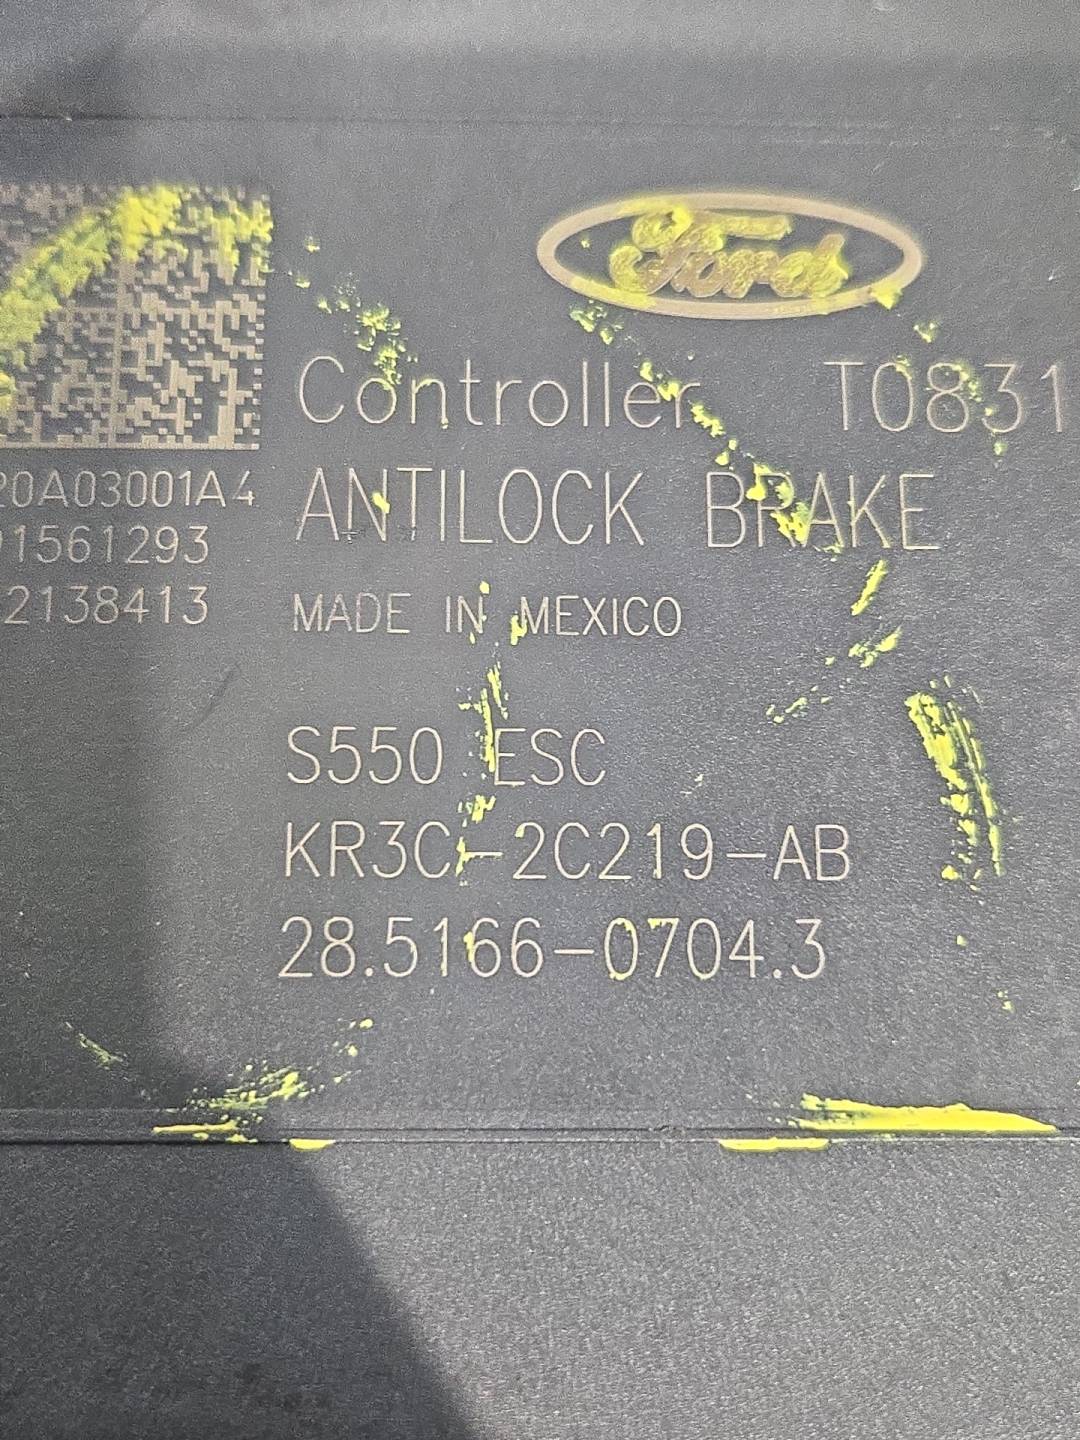 Ford
Controller T0831
20A03001A4 ANTILOCK BRAKE
1561293
2138413 MADE IN MEXICO
S550 ESC
KR3C-2C219-AB
28.5166-0704.3